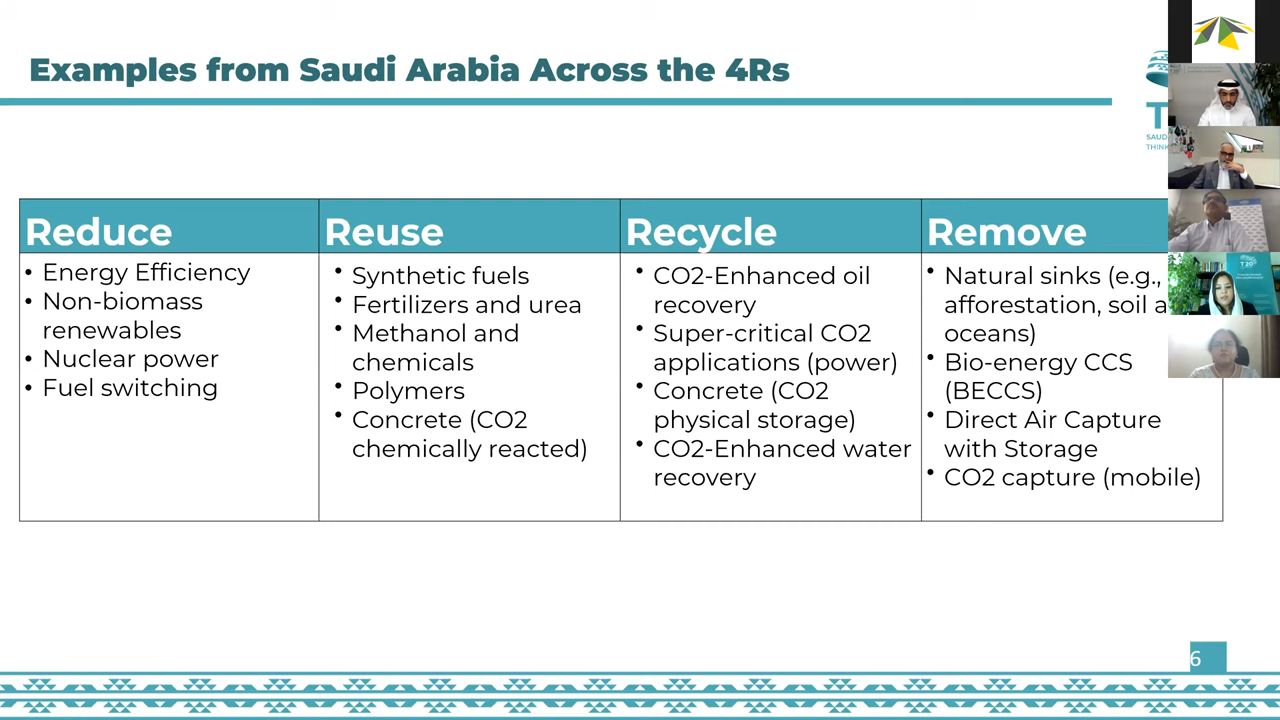 Examples from Saudi Arabia Across the 4Rs
SAUD
THINK
T20
Reduce
• Energy Efficiency
• Non-biomass
renewables
• Nuclear power
• Fuel switching
Reuse
• Synthetic fuels
• Fertilizers and urea
• Methanol and
chemicals
• Polymers
• Concrete (CO2
chemically reacted)
Recycle
• CO2-Enhanced oil
recovery
• Super-critical CO2
applications (power)
• Concrete (CO2
physical storage)
• CO2-Enhanced water
recovery
Remove
• Natural sinks (e.g.,
afforestation, soil a
oceans)
• Bio-energy CCS
(BECCS)
• Direct Air Capture
with Storage
• CO2 capture (mobile)
6